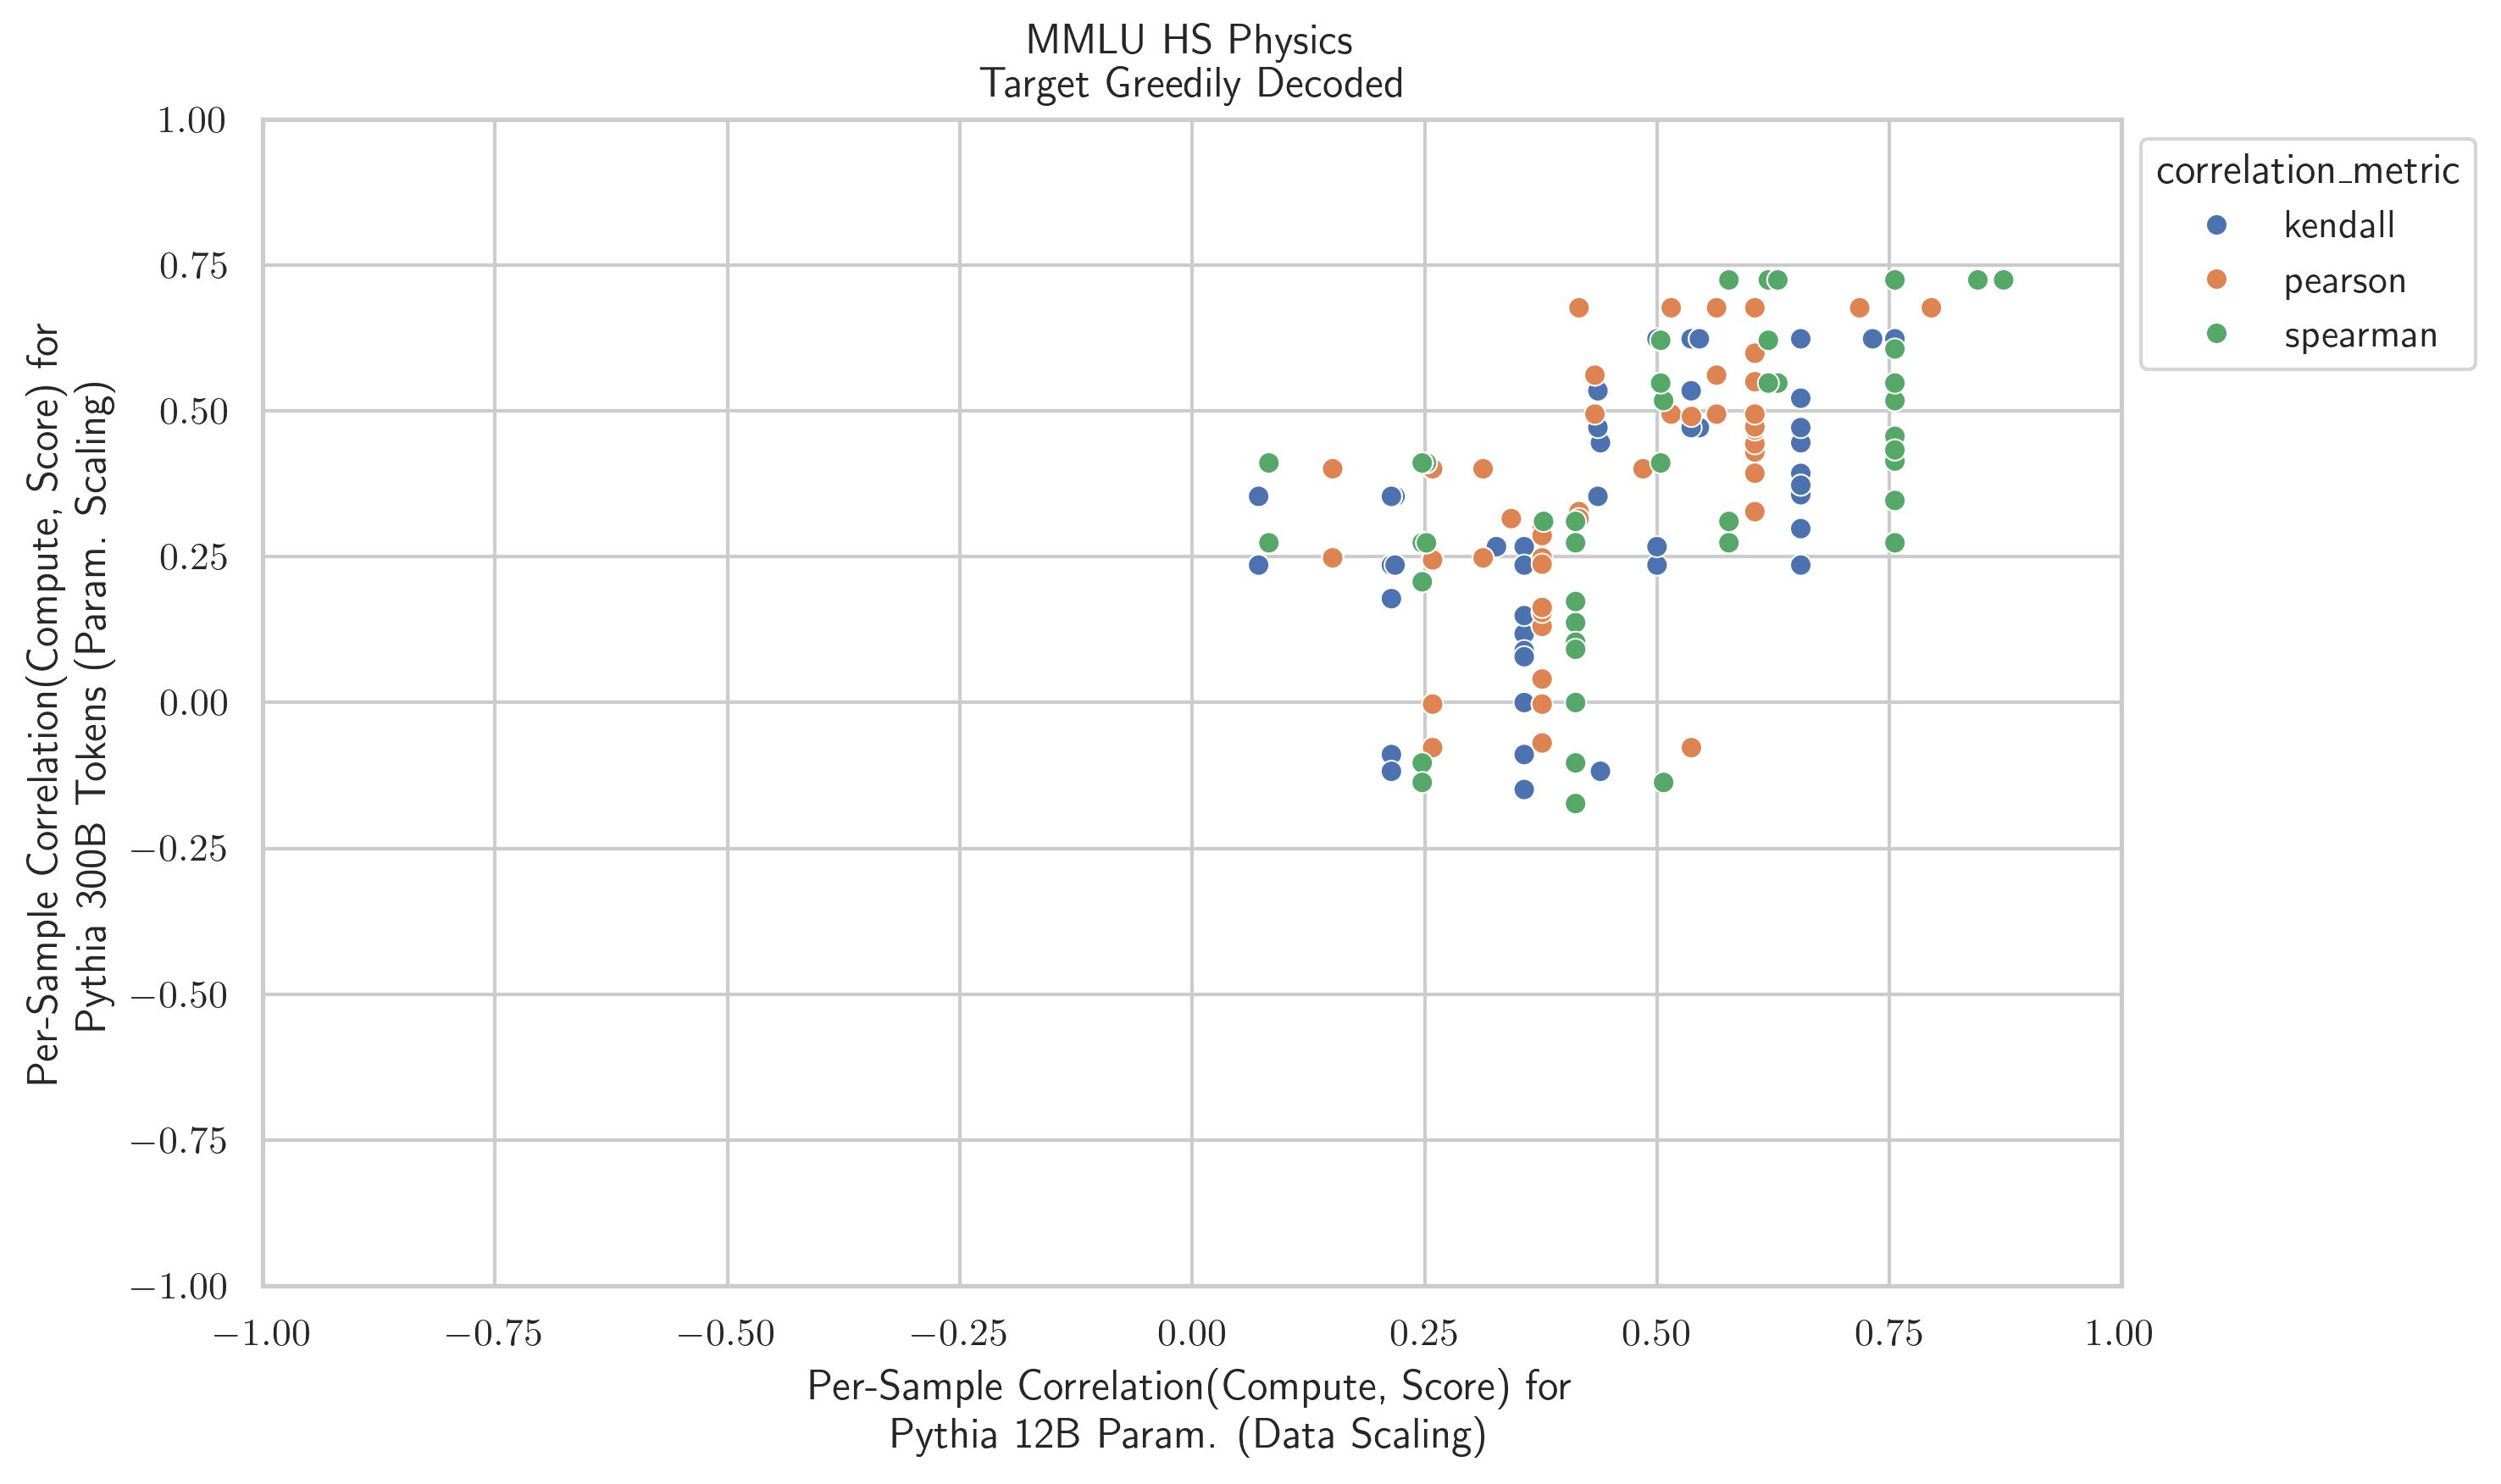 MMLU HS Physics
Target Greedily Decoded
Per-Sample Correlation(Compute, Score) for
Pythia 300B Tokens (Param. Scaling)
1.00
0.75
0.50
0.25
0.00
−0.25
−0.50
−0.75
−1.00
−1.00 −0.75 −0.50 −0.25 0.00 0.25 0.50 0.75 1.00
Per-Sample Correlation(Compute, Score) for
Pythia 12B Param. (Data Scaling)
correlation_metric
kendall
pearson
spearman